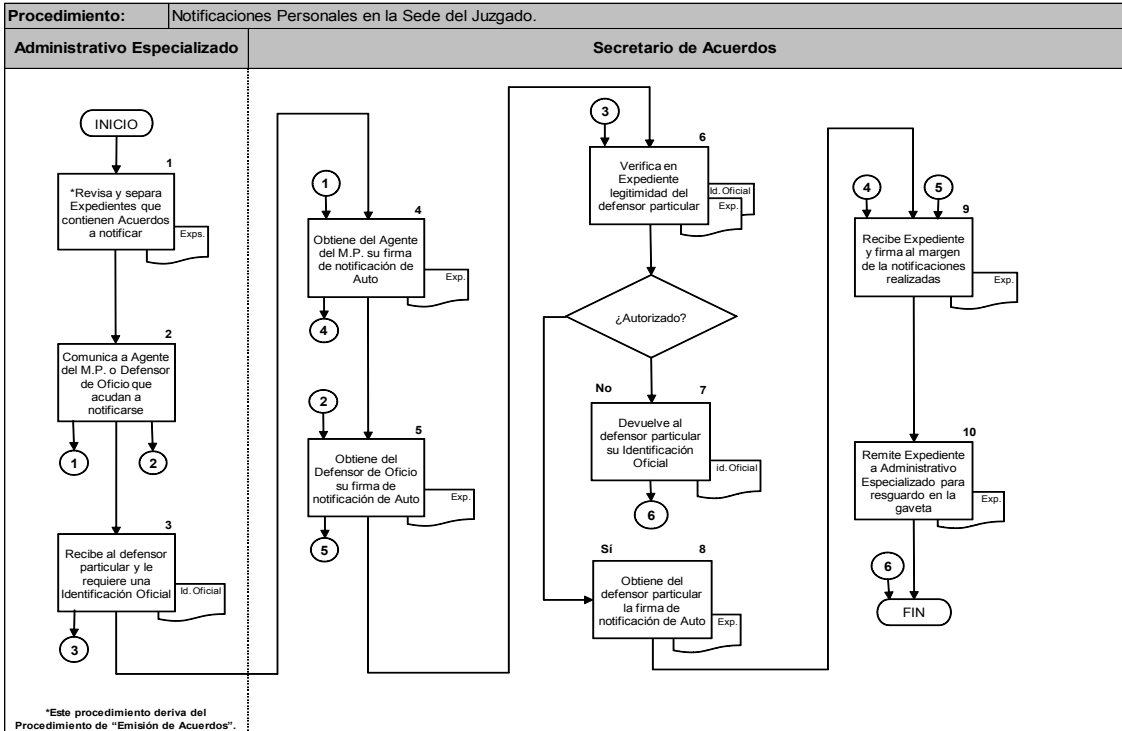 Procedimiento: Notificaciones Personales en la Sede del Juzgado.
Administrativo Especializado
Secretario de Acuerdos
INICIO
1
*Revisa y separa
Expedientes que
contienen Acuerdos
a notificar
Exps.
2
Comunica a Agente
del M.P. o Defensor
de Oficio que
acudan a
notificarse
1
2
3
Recibe al defensor
particular y le
requiere una
Identificación Oficial
Id. Oficial
3
*Este procedimiento deriva del
Procedimiento de “Emisión de Acuerdos”.
1
4
Obtiene del Agente
del M.P. su firma
de notificación de
Auto
Exp.
4
2
5
Obtiene del
Defensor de Oficio
su firma de
notificación de Auto
Exp.
5
3
6
Verifica en
Expediente
legitimidad del
defensor particular
Id. Oficial
Exp.
¿Autorizado?
No
7
Devuelve al
defensor particular
su Identificación
Oficial
id. Oficial
6
Sí
8
Obtiene del
defensor particular
la firma de
notificación de Auto
Exp.
4
5
9
Recibe Expediente
y firma al margen
de la notificaciones
realizadas
Exp.
10
Remite Expediente
a Administrativo
Especializado para
resguardo en la
gaveta
Exp.
6
FIN